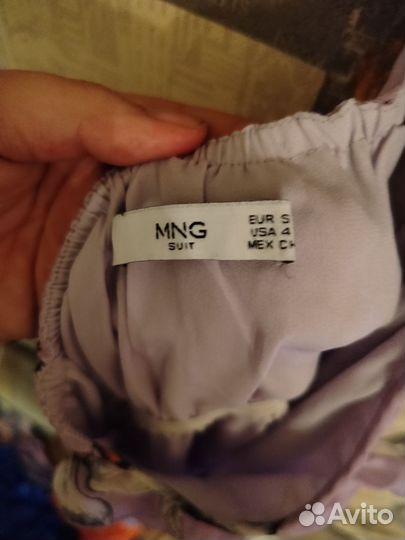 MNG
SUIT
EUR S
USA 4
MEX CH
Avito